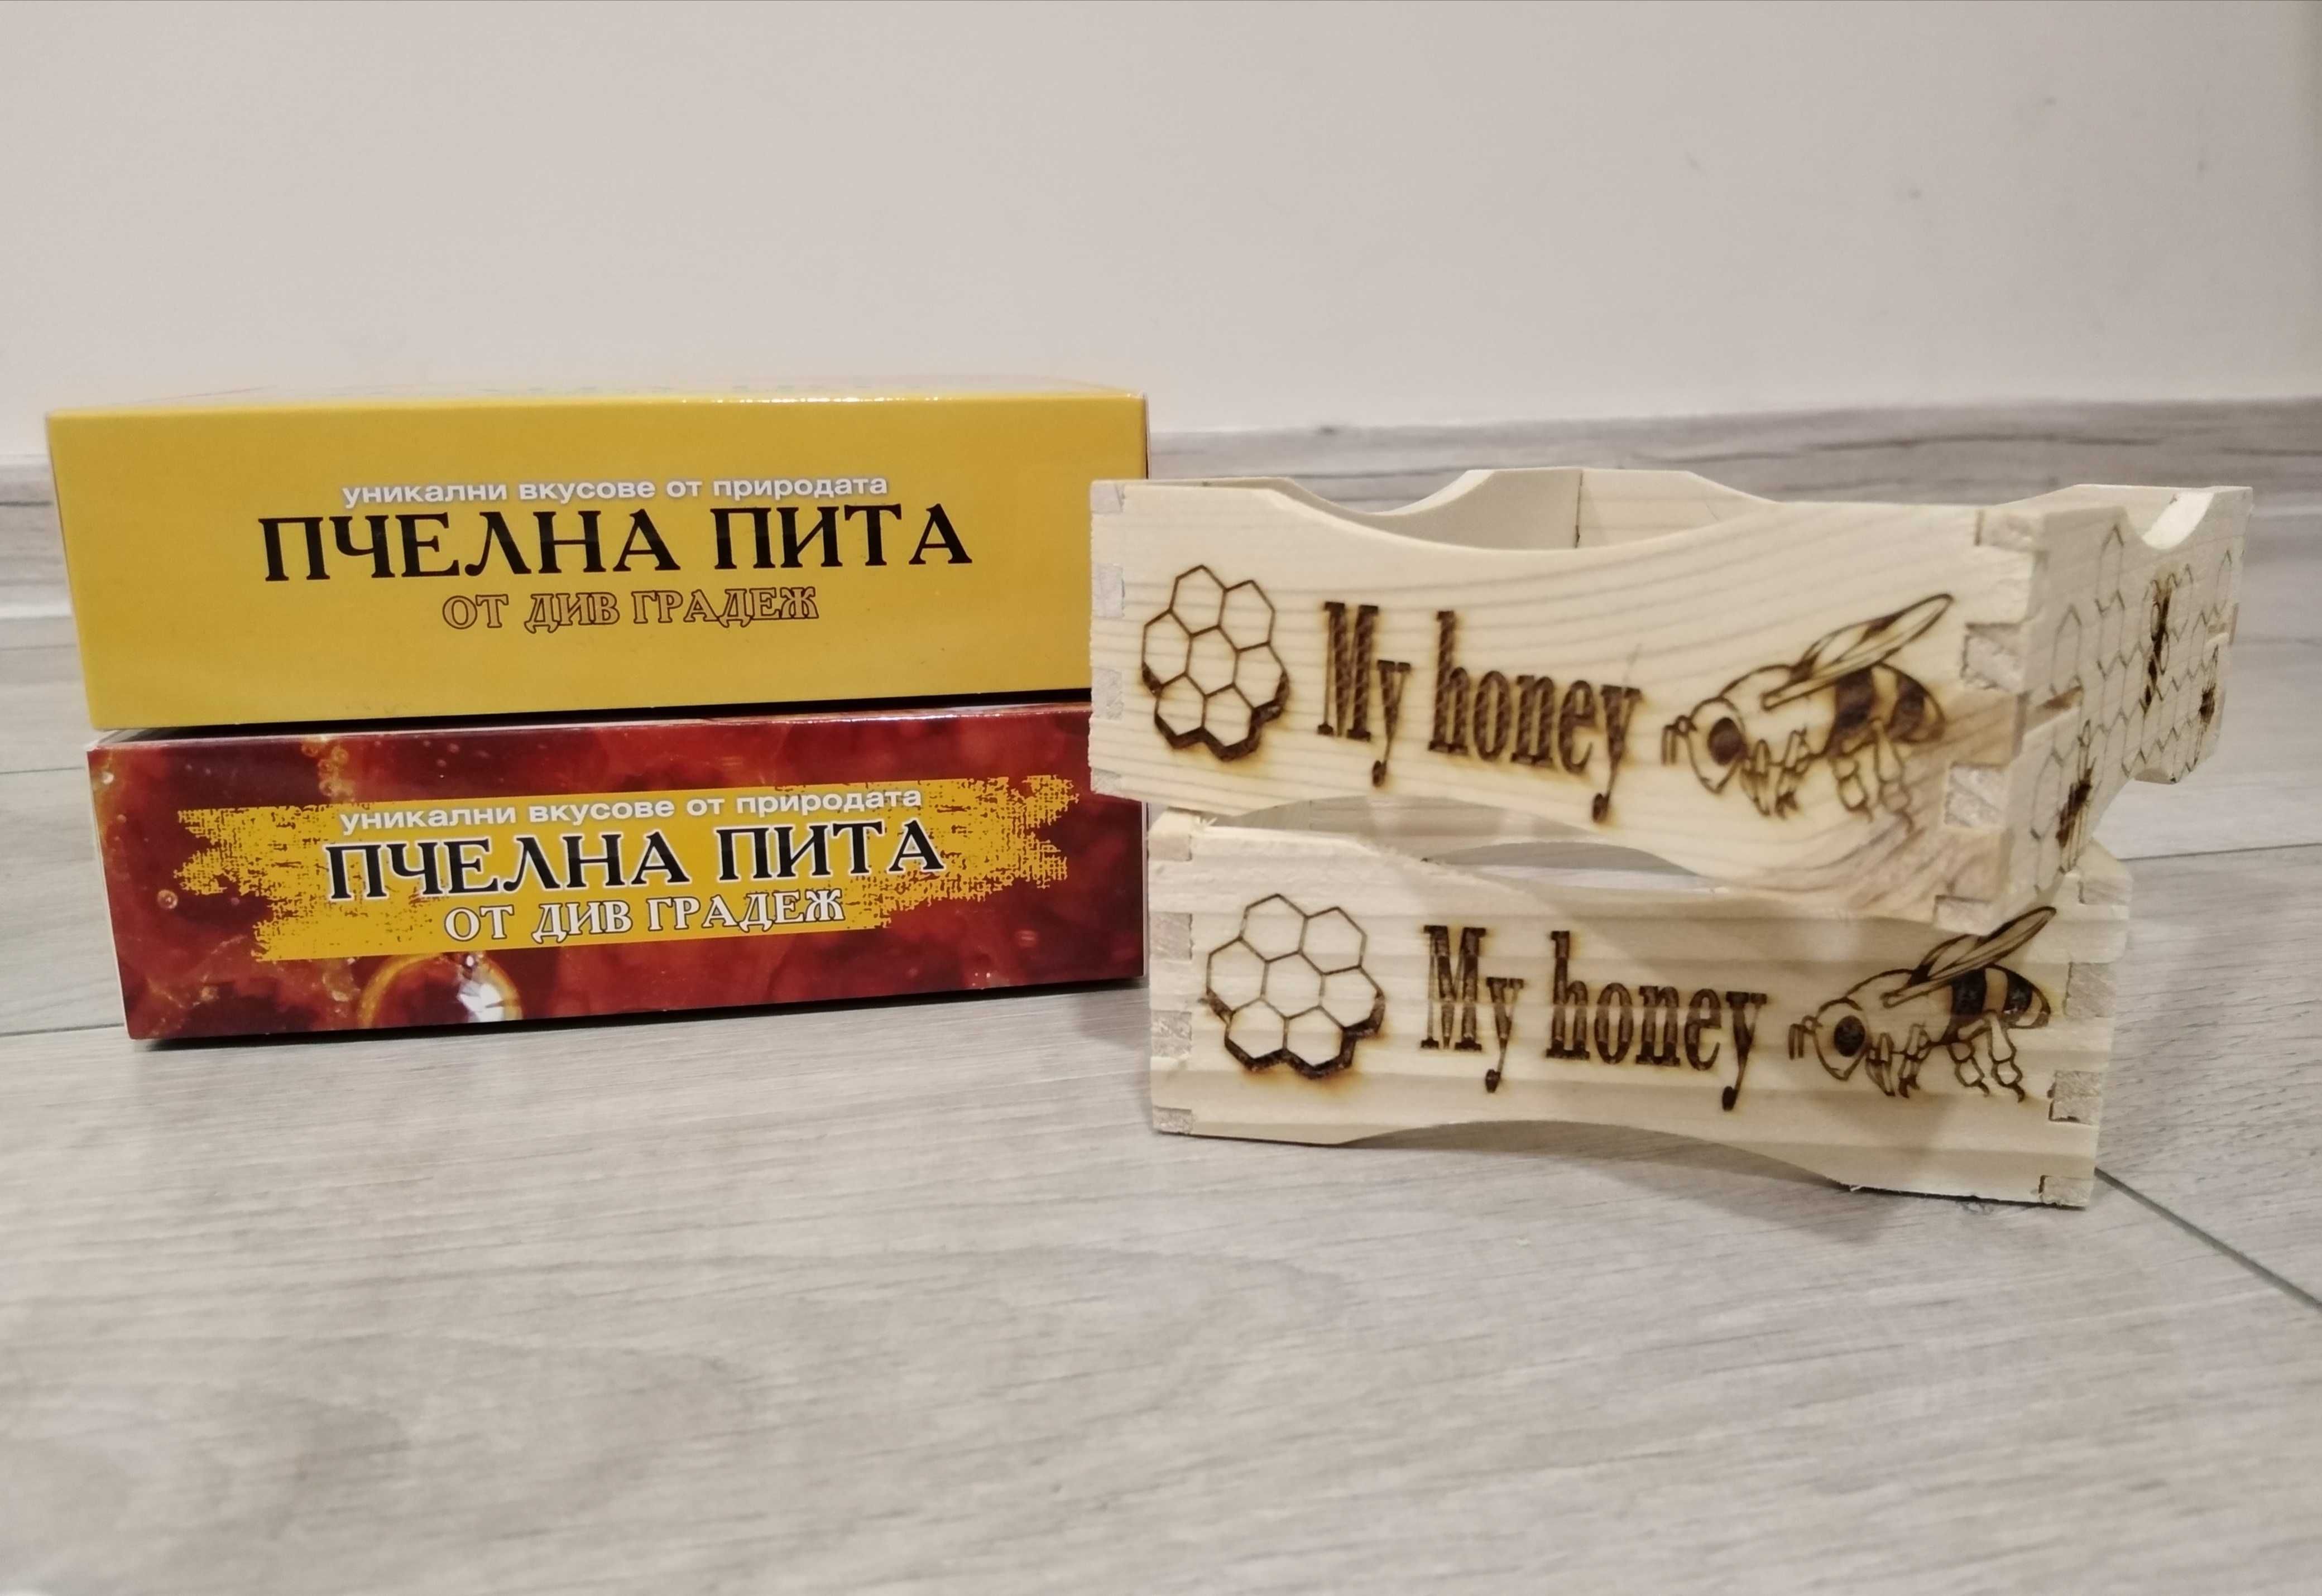 уникални вкусове от природата
ПЧЕЛНА ПИТА
ОТ ДИВ ГРАДЕЖ
уникални вкусове от природата
ПЧЕЛНА ПИТА
ОТ ДИВ ГРАДЕЖ
My honey
My honey